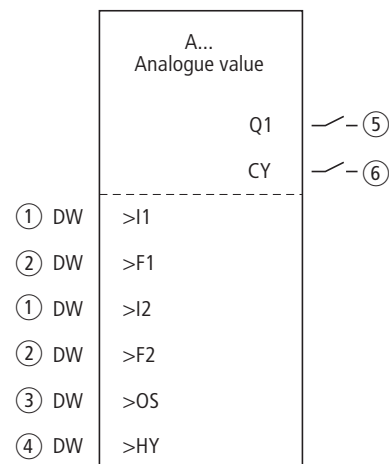 A...
Analogue value
Q1 ⑤
CY ⑥
① DW >I1
② DW >F1
① DW >I2
② DW >F2
③ DW >OS
④ DW >HY